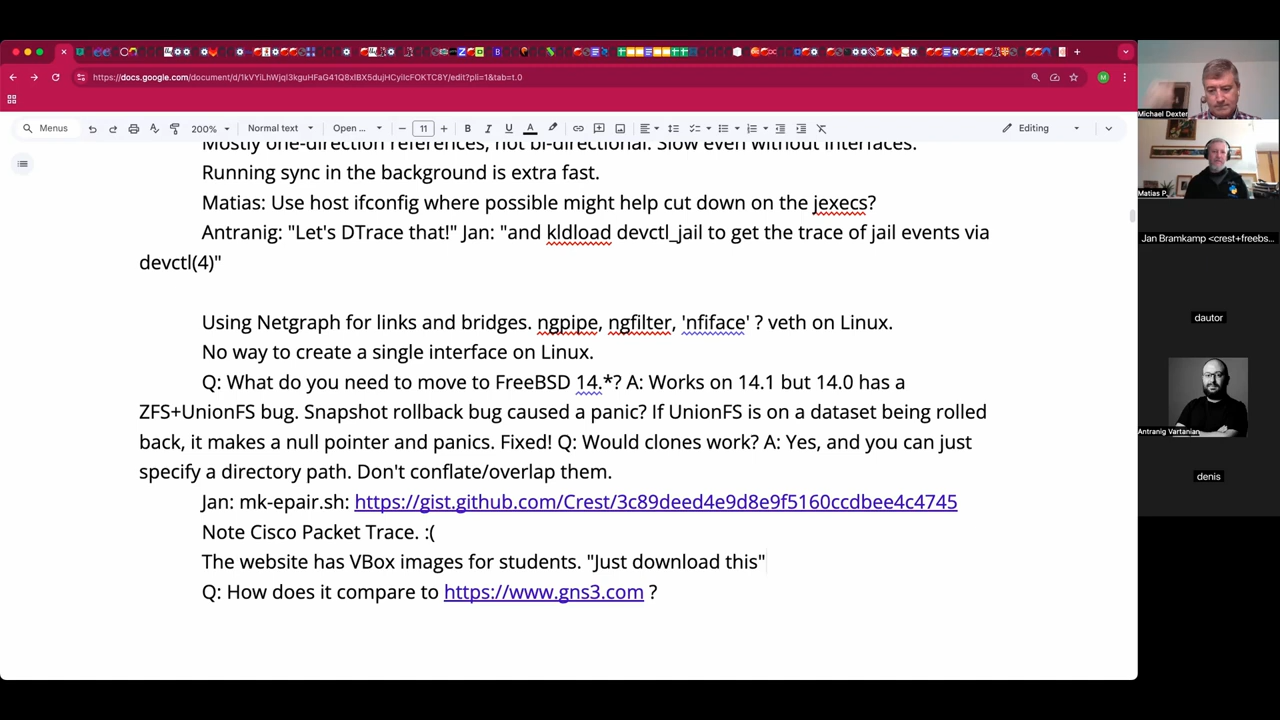 https://docs.google.com/document/d/1kVYiLhWjqI3kguHFaG41Q8xIBX5dujHCyiIcFOKTC8Y/edit?pli=1&tab=t.0
M
Menus
200%
Normal text
Open ...
11
Editing
Mostly one-direction references, not bi-directional. Slow even without interfaces.
Running sync in the background is extra fast.
Matias: Use host ifconfig where possible might help cut down on the jexecs?
Antranig: "Let's DTrace that!" Jan: "and kldload devctl_jail to get the trace of jail events via
devctl(4)"
Using Netgraph for links and bridges. ngpipe, ngfilter, 'nfiface' ? veth on Linux.
No way to create a single interface on Linux.
Q: What do you need to move to FreeBSD 14.*? A: Works on 14.1 but 14.0 has a
ZFS+UnionFS bug. Snapshot rollback bug caused a panic? If UnionFS is on a dataset being rolled
back, it makes a null pointer and panics. Fixed! Q: Would clones work? A: Yes, and you can just
specify a directory path. Don't conflate/overlap them.
Jan: mk-epair.sh: https://gist.github.com/Crest/3c89deed4e9d8e9f5160ccdbee4c4745
Note Cisco Packet Trace. :(
The website has VBox images for students. "Just download this"
Q: How does it compare to https://www.gns3.com ?
Michael Dexter
Matias P.
Jan Bramkamp <crest+freebs...
dautor
Antranig Vartanian
denis